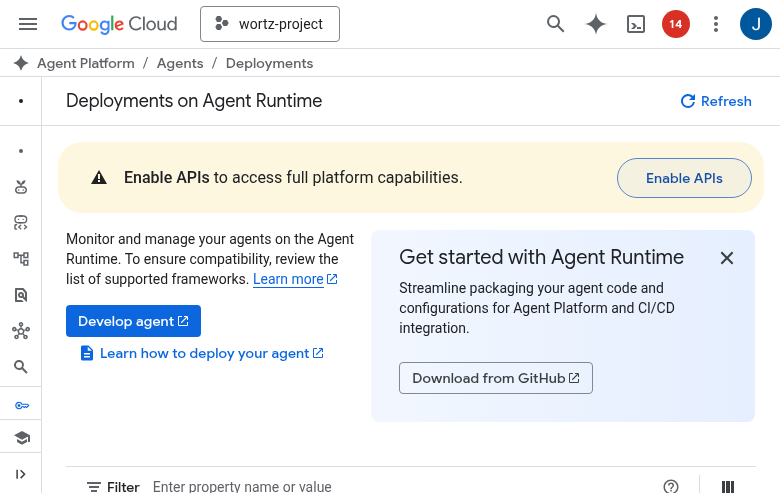 Google Cloud
wortz-project
14
J
Agent Platform / Agents / Deployments
Deployments on Agent Runtime
Refresh
Enable APIs to access full platform capabilities.
Enable APIs
Monitor and manage your agents on the Agent
Runtime. To ensure compatibility, review the
list of supported frameworks. Learn more
Develop agent
Learn how to deploy your agent
Get started with Agent Runtime
Streamline packaging your agent code and
configurations for Agent Platform and CI/CD
integration.
Download from GitHub
Filter Enter property name or value